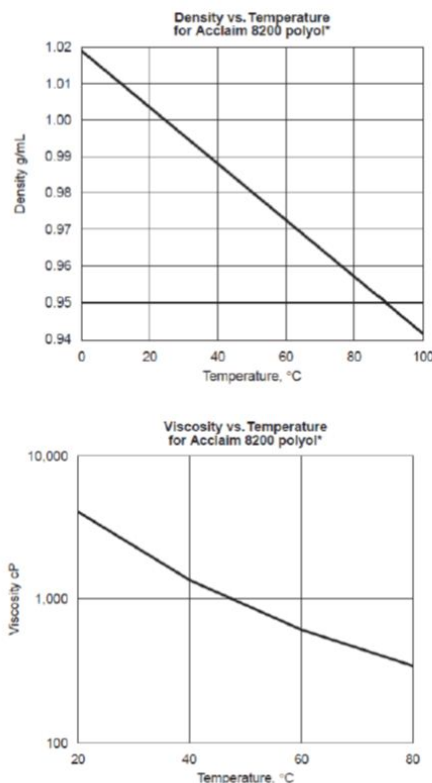 Density vs. Temperature
for Acclaim 8200 polyol*
1.02
1.01
1.00
0.99
0.98
0.97
0.96
0.95
0.94
Density g/mL
0
20
40
60
80
100
Temperature, °C
Viscosity vs. Temperature
for Acclaim 8200 polyol*
10,000
1,000
100
Viscosity cP
20
40
60
80
Temperature, °C